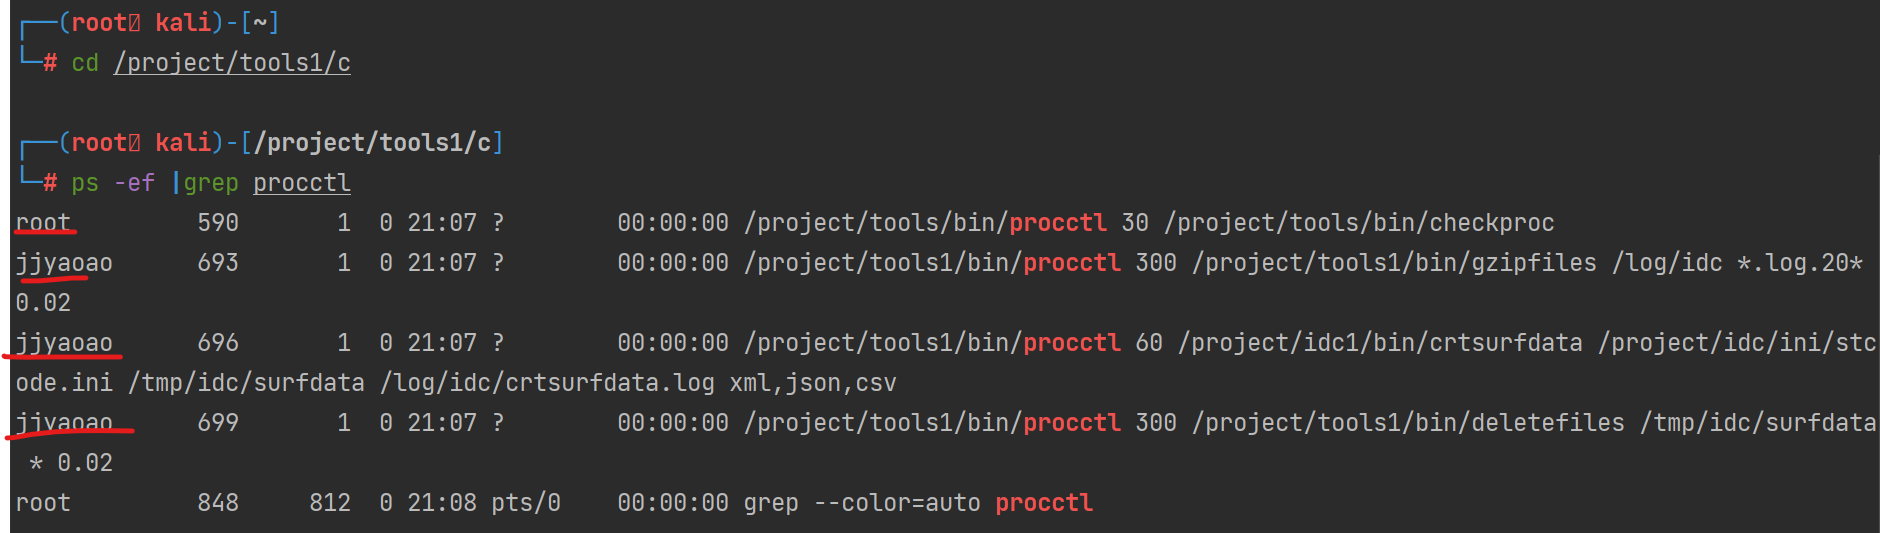 ┌──(root㉿ kali)-[~]
└─# cd /project/tools1/c
┌──(root㉿ kali)-[/project/tools1/c]
└─# ps -ef |grep procctl
root         590       1  0 21:07 ?        00:00:00 /project/tools/bin/procctl 30 /project/tools/bin/checkproc
jjyaoao      693       1  0 21:07 ?        00:00:00 /project/tools1/bin/procctl 300 /project/tools1/bin/gzipfiles /log/idc *.log.20*
0.02
jjyaoao      696       1  0 21:07 ?        00:00:00 /project/tools1/bin/procctl 60 /project/idc1/bin/crtsurfdata /project/idc/ini/stc
ode.ini /tmp/idc/surfdata /log/idc/crtsurfdata.log xml,json,csv
jjyaoao      699       1  0 21:07 ?        00:00:00 /project/tools1/bin/procctl 300 /project/tools1/bin/deletefiles /tmp/idc/surfdata
 * 0.02
root         848     812  0 21:08 pts/0    00:00:00 grep --color=auto procctl